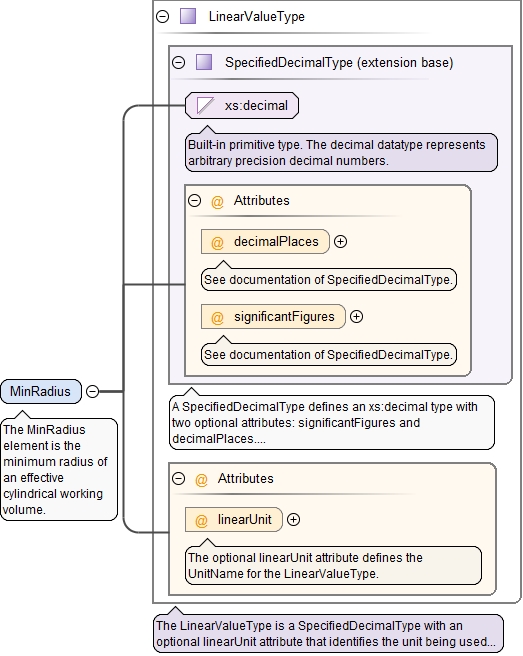 LinearValueType
SpecifiedDecimalType (extension base)
xs:decimal
Built-in primitive type. The decimal datatype represents
arbitrary precision decimal numbers.
@ Attributes
@ decimalPlaces
See documentation of SpecifiedDecimalType.
@ significantFigures
See documentation of SpecifiedDecimalType.
MinRadius
The MinRadius
element is the
minimum radius of
an effective
cylindrical working
volume.
A SpecifiedDecimalType defines an xs:decimal type with
two optional attributes: significantFigures and
decimalPlaces....
@ Attributes
@ linearUnit
The optional linearUnit attribute defines the
UnitName for the LinearValueType.
The LinearValueType is a SpecifiedDecimalType with an
optional linearUnit attribute that identifies the unit being used...